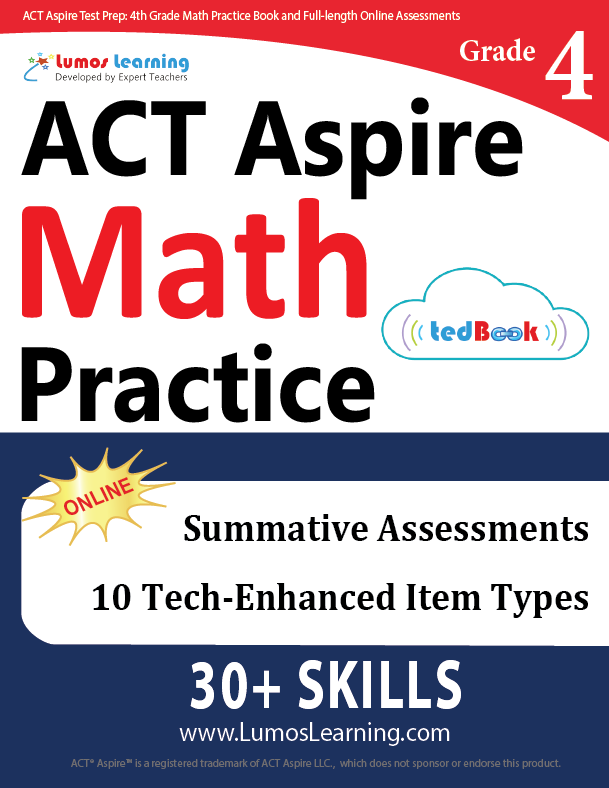 ACT Aspire Test Prep: 4th Grade Math Practice Book and Full-length Online Assessments
Grade 4
Lumos Learning
Developed by Expert Teachers
ACT Aspire
Math
tedBook
Practice
ONLINE
Summative Assessments
10 Tech-Enhanced Item Types
30+ SKILLS
www.LumosLearning.com
ACT® Aspire™ is a registered trademark of ACT Aspire LLC., which does not sponsor or endorse this product.